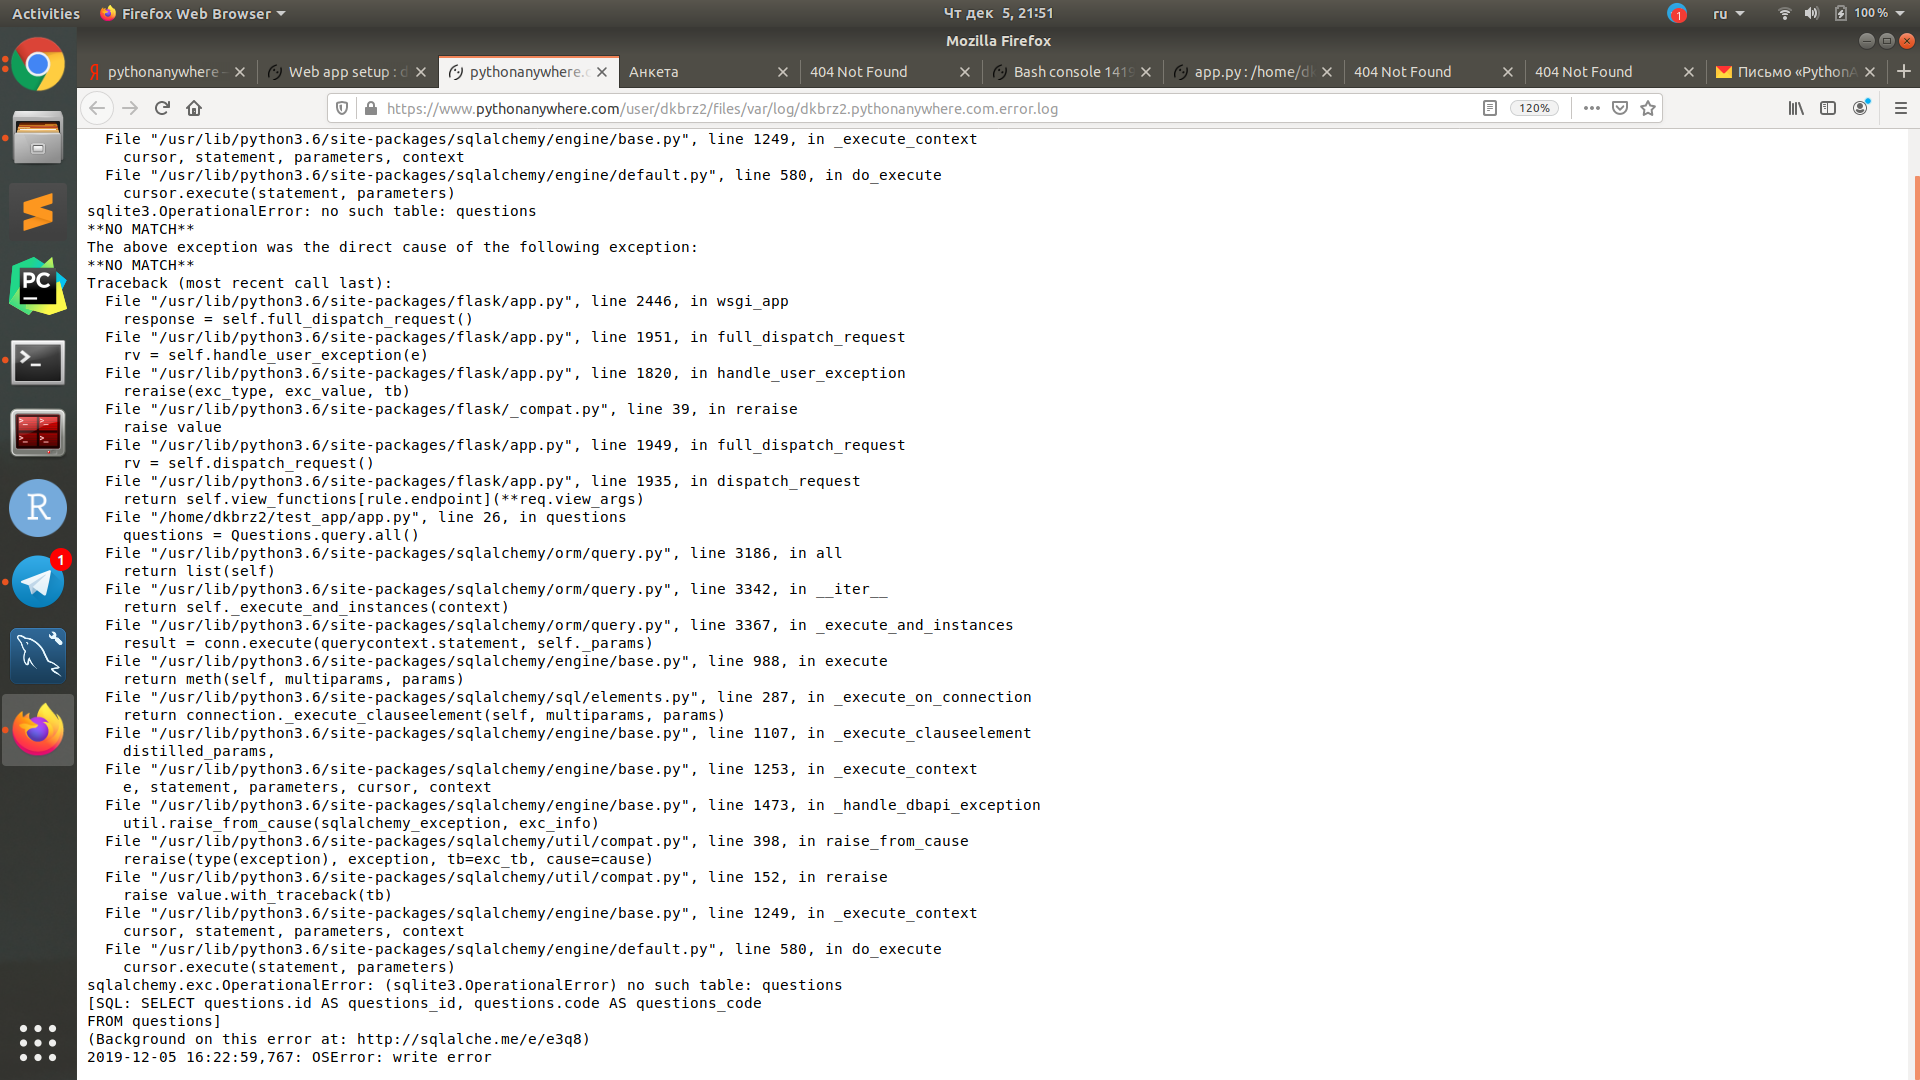 Activities
Firefox Web Browser
Чт дек 5, 21:51
1
ru
100 %
Mozilla Firefox
pythonanywhere -
Web app setup : d
pythonanywhere.c
Анкета
404 Not Found
Bash console 1419
app.py : /home/dk
404 Not Found
404 Not Found
Письмо «PythonA
https://www.pythonanywhere.com/user/dkbrz2/files/var/log/dkbrz2.pythonanywhere.com.error.log
120%
File "/usr/lib/python3.6/site-packages/sqlalchemy/engine/base.py", line 1249, in _execute_context
cursor, statement, parameters, context
File "/usr/lib/python3.6/site-packages/sqlalchemy/engine/default.py", line 580, in do_execute
cursor.execute(statement, parameters)
sqlite3.OperationalError: no such table: questions
**NO MATCH**
The above exception was the direct cause of the following exception:
**NO MATCH**
Traceback (most recent call last):
File "/usr/lib/python3.6/site-packages/flask/app.py", line 2446, in wsgi_app
response = self.full_dispatch_request()
File "/usr/lib/python3.6/site-packages/flask/app.py", line 1951, in full_dispatch_request
rv = self.handle_user_exception(e)
File "/usr/lib/python3.6/site-packages/flask/app.py", line 1820, in handle_user_exception
reraise(exc_type, exc_value, tb)
File "/usr/lib/python3.6/site-packages/flask/_compat.py", line 39, in reraise
raise value
File "/usr/lib/python3.6/site-packages/flask/app.py", line 1949, in full_dispatch_request
rv = self.dispatch_request()
File "/usr/lib/python3.6/site-packages/flask/app.py", line 1935, in dispatch_request
return self.view_functions[rule.endpoint](**req.view_args)
File "/home/dkbrz2/test_app/app.py", line 26, in questions
questions = Questions.query.all()
File "/usr/lib/python3.6/site-packages/sqlalchemy/orm/query.py", line 3186, in all
return list(self)
File "/usr/lib/python3.6/site-packages/sqlalchemy/orm/query.py", line 3342, in __iter__
return self._execute_and_instances(context)
File "/usr/lib/python3.6/site-packages/sqlalchemy/orm/query.py", line 3367, in _execute_and_instances
result = conn.execute(querycontext.statement, self._params)
File "/usr/lib/python3.6/site-packages/sqlalchemy/engine/base.py", line 988, in execute
return meth(self, multiparams, params)
File "/usr/lib/python3.6/site-packages/sqlalchemy/sql/elements.py", line 287, in _execute_on_connection
return connection._execute_clauseelement(self, multiparams, params)
File "/usr/lib/python3.6/site-packages/sqlalchemy/engine/base.py", line 1107, in _execute_clauseelement
distilled_params,
File "/usr/lib/python3.6/site-packages/sqlalchemy/engine/base.py", line 1253, in _execute_context
e, statement, parameters, cursor, context
File "/usr/lib/python3.6/site-packages/sqlalchemy/engine/base.py", line 1473, in _handle_dbapi_exception
util.raise_from_cause(sqlalchemy_exception, exc_info)
File "/usr/lib/python3.6/site-packages/sqlalchemy/util/compat.py", line 398, in raise_from_cause
reraise(type(exception), exception, tb=exc_tb, cause=cause)
File "/usr/lib/python3.6/site-packages/sqlalchemy/util/compat.py", line 152, in reraise
raise value.with_traceback(tb)
File "/usr/lib/python3.6/site-packages/sqlalchemy/engine/base.py", line 1249, in _execute_context
cursor, statement, parameters, context
File "/usr/lib/python3.6/site-packages/sqlalchemy/engine/default.py", line 580, in do_execute
cursor.execute(statement, parameters)
sqlalchemy.exc.OperationalError: (sqlite3.OperationalError) no such table: questions
[SQL: SELECT questions.id AS questions_id, questions.code AS questions_code
FROM questions]
(Background on this error at: http://sqlalche.me/e/e3q8)
2019-12-05 16:22:59,767: OSError: write error
PC
R
1